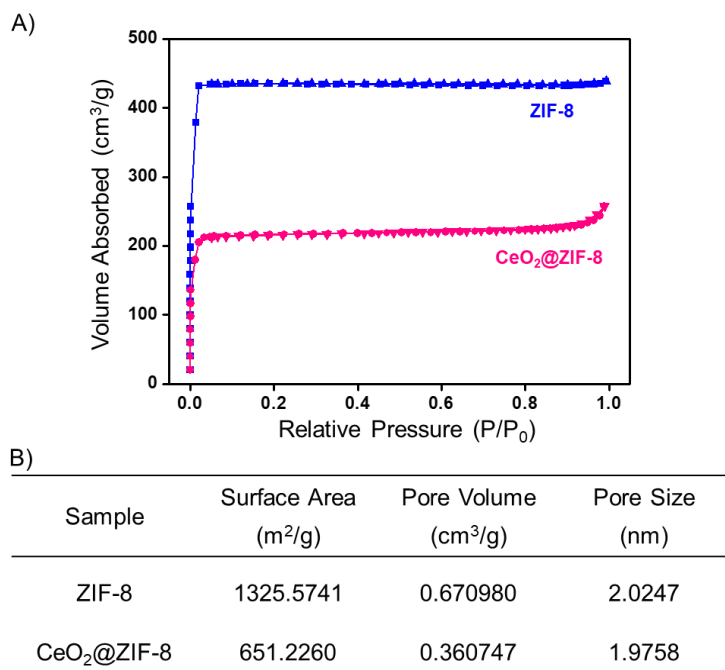 A)
500
400
300
200
100
0
Volume Absorbed (cm³/g)
ZIF-8
CeO₂@ZIF-8
0.0 0.2 0.4 0.6 0.8 1.0
Relative Pressure (P/P₀)
B)
Sample Surface Area (m²/g) Pore Volume (cm³/g) Pore Size (nm)
ZIF-8 1325.5741 0.670980 2.0247
CeO₂@ZIF-8 651.2260 0.360747 1.9758